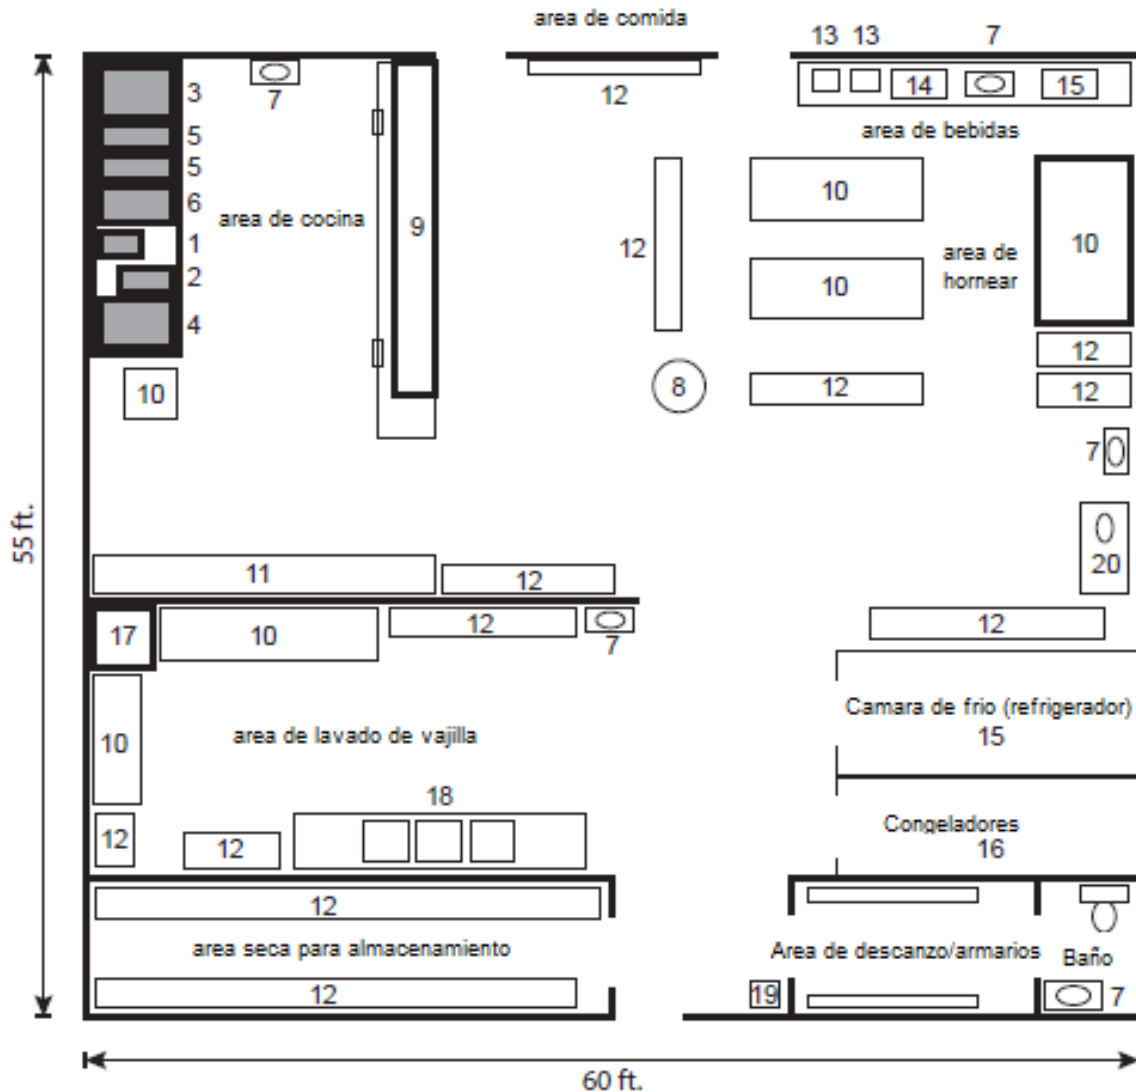 area de comida
13 13 7
3
7
12
14
15
5
area de bebidas
5
10
6
area de cocina
9
1
12
area de
hornear
10
2
10
4
12
10
8
12
12
7
55 ft.
11
12
20
17
10
12
7
12
Camara de frio (refrigerador)
15
10
area de lavado de vajilla
18
Congeladores
16
12
12
12
area seca para almacenamiento
Area de descanzo/armarios
Baño
12
19
7
60 ft.